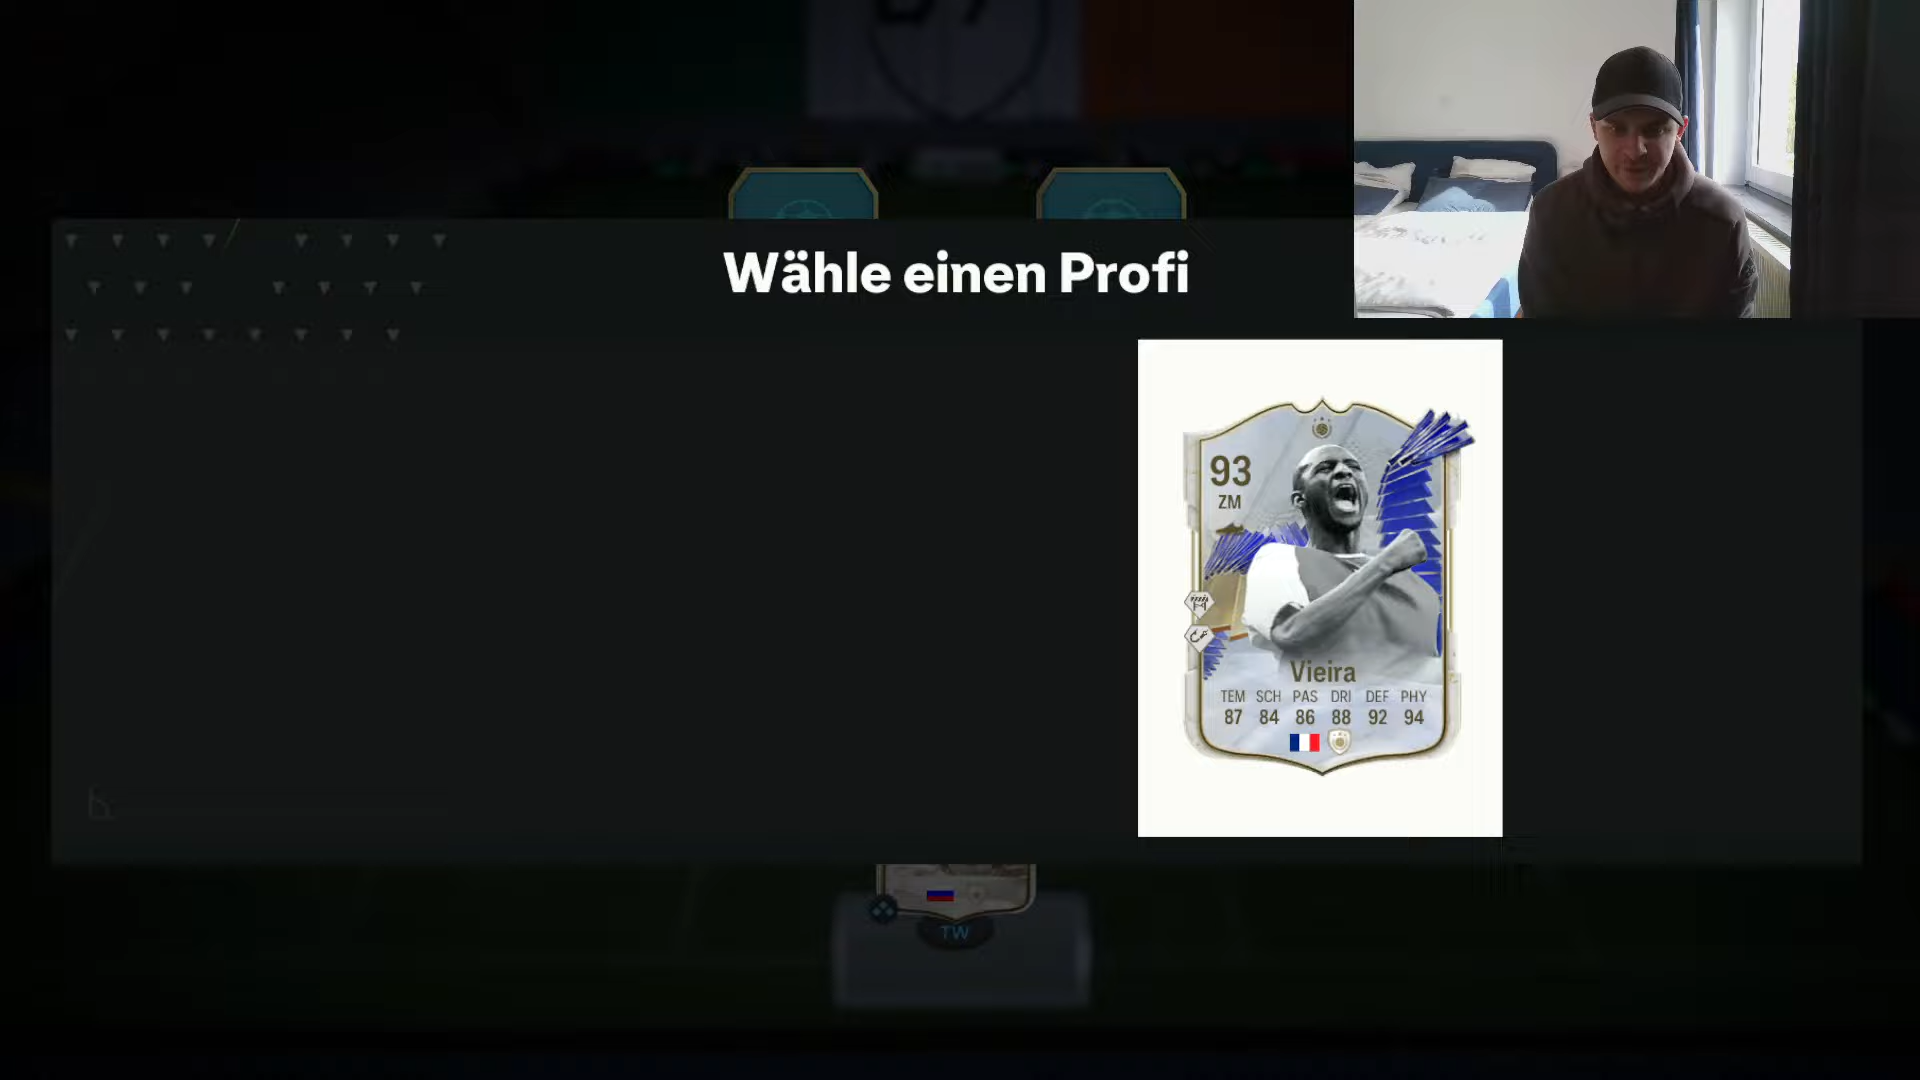 Wähle einen Profi
93
ZM
Vieira
TEM SCH PAS DRI DEF PHY
87 84 86 88 92 94
TW